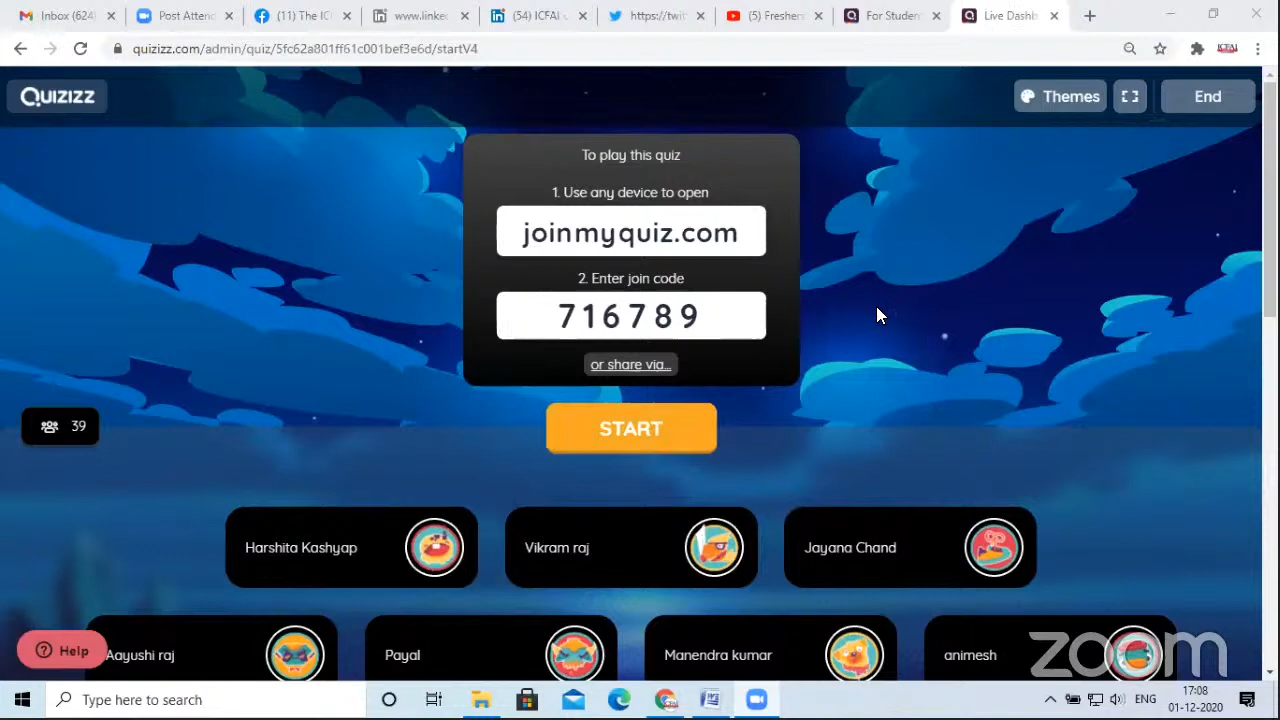 Inbox (624)
Post Attend
(11) The IC
www.linked
(54) ICFAI U
https://twit
(5) Freshers
For Studen
Live Dashb
quizizz.com/admin/quiz/5fc62a801ff61c001bef3e6d/startV4
Quizizz
Themes
End
To play this quiz
1. Use any device to open
joinmyquiz.com
2. Enter join code
716789
or share via...
39
START
Harshita Kashyap
Vikram raj
Jayana Chand
Help
Aayushi raj
Payal
Manendra kumar
animesh
zoom
Type here to search
ENG
17:08
01-12-2020